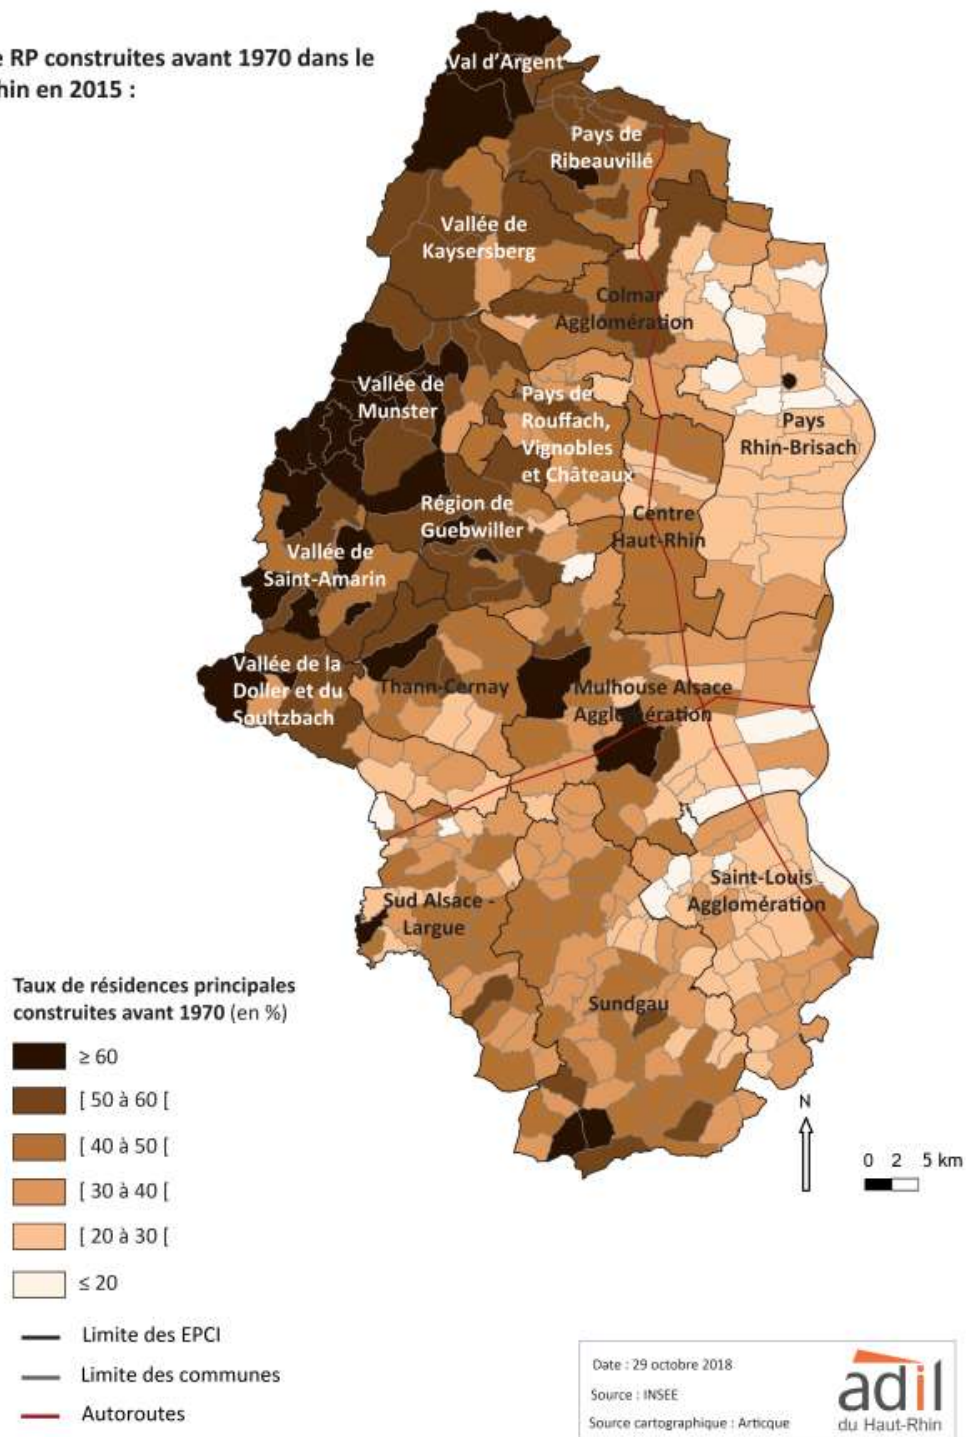 e RP construites avant 1970 dans le
hin en 2015 :
Val d'Argent
Pays de
Ribeauvillé
Vallée de
Kaysersberg
Colmar
Agglomération
Vallée de
Munster
Pays de
Rouffach,
Vignobles
et Châteaux
Pays
Rhin-Brisach
Région de
Guebwiller
Centre
Haut-Rhin
Vallée de
Saint-Amarin
Vallée de la
Doller et du
Soultzbach
Thann-Cernay
Mulhouse Alsace
Agglomération
Saint-Louis
Agglomération
Sud Alsace -
Largue
Sundgau
Taux de résidences principales
construites avant 1970 (en %)
≥ 60
[ 50 à 60 [
[ 40 à 50 [
[ 30 à 40 [
[ 20 à 30 [
≤ 20
Limite des EPCI
Limite des communes
Autoroutes
N
0 2 5 km
Date : 29 octobre 2018
Source : INSEE
Source cartographique : Articque
adil
du Haut-Rhin